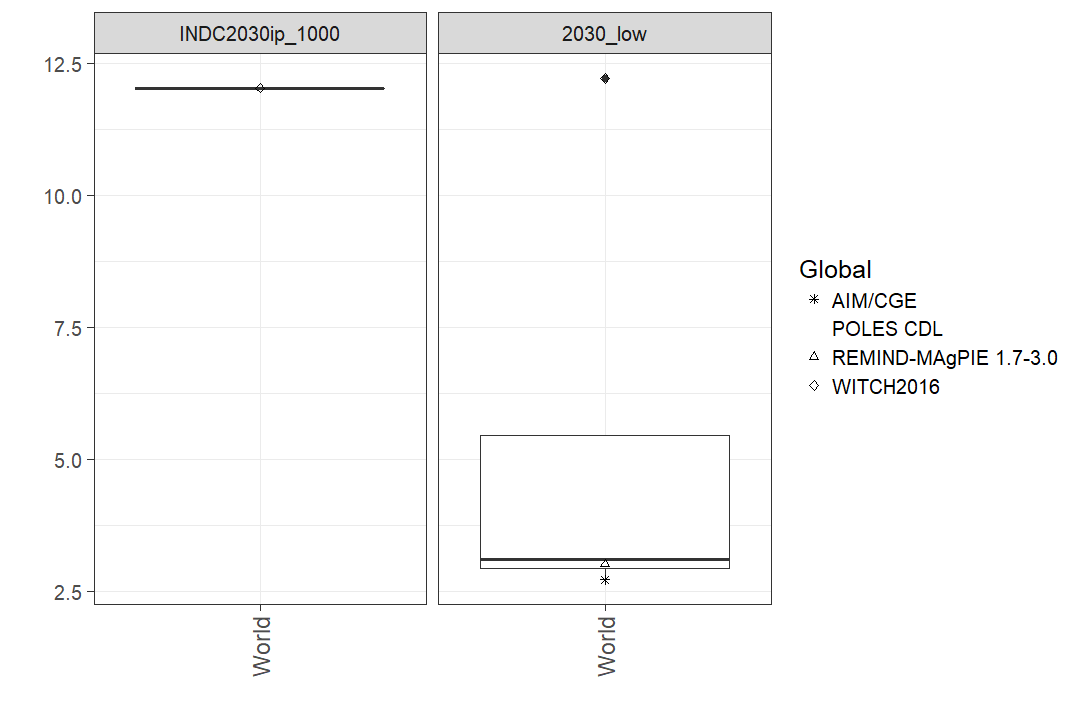 INDC2030ip_1000
2030_low
12.5
10.0
7.5
5.0
2.5
World
World
Global
AIM/CGE
POLES CDL
REMIND-MAgPIE 1.7-3.0
WITCH2016